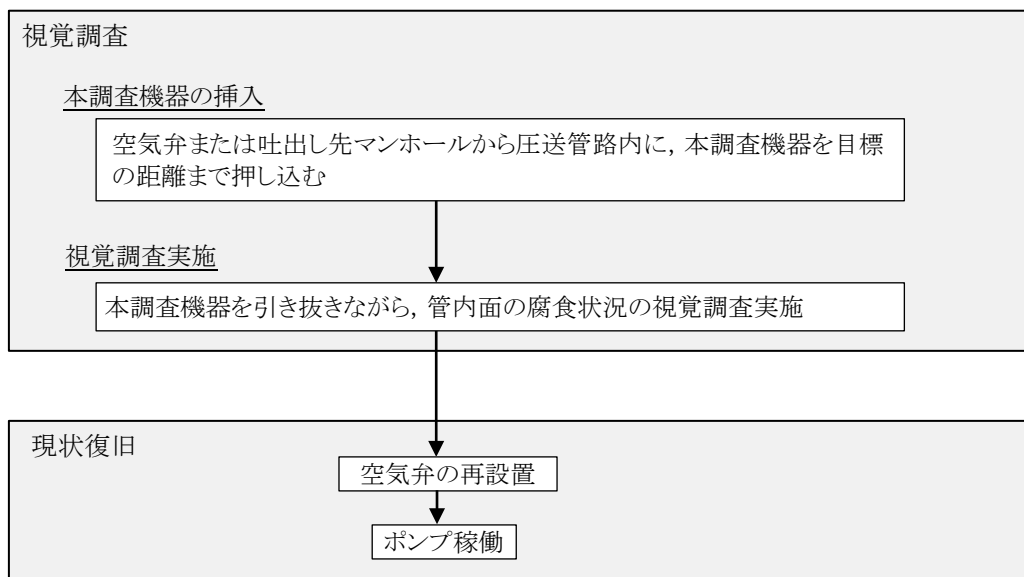 視覚調査
本調査機器の挿入
空気弁または吐出し先マンホールから圧送管路内に，本調査機器を目標
の距離まで押し込む
視覚調査実施
本調査機器を引き抜きながら，管内面の腐食状況の視覚調査実施
現状復旧
空気弁の再設置
ポンプ稼働